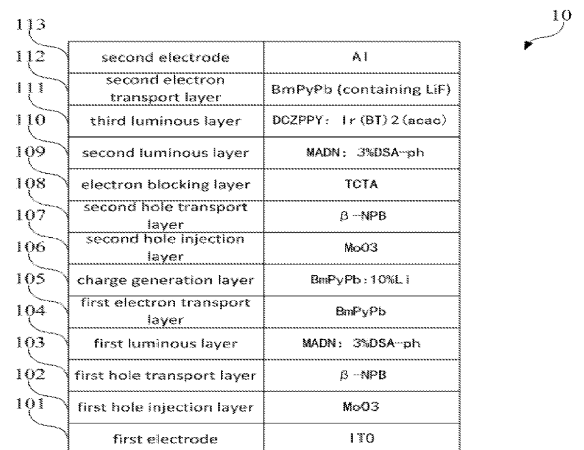 10
113
112
second electrode
Al
111
second electron
transport layer
BmPyPb (containing LiF)
110
third luminous layer
DCZPPY: Ir(BT)2(acac)
109
second luminous layer
MADN: 3%DSA-ph
108
electron blocking layer
TCTA
107
second hole transport
layer
β-NPB
106
second hole injection
layer
MoO3
105
charge generation layer
BmPyPb:10%Li
104
first electron transport
layer
BmPyPb
103
first luminous layer
MADN: 3%DSA-ph
102
first hole transport layer
β-NPB
101
first hole injection layer
MoO3
first electrode
ITO